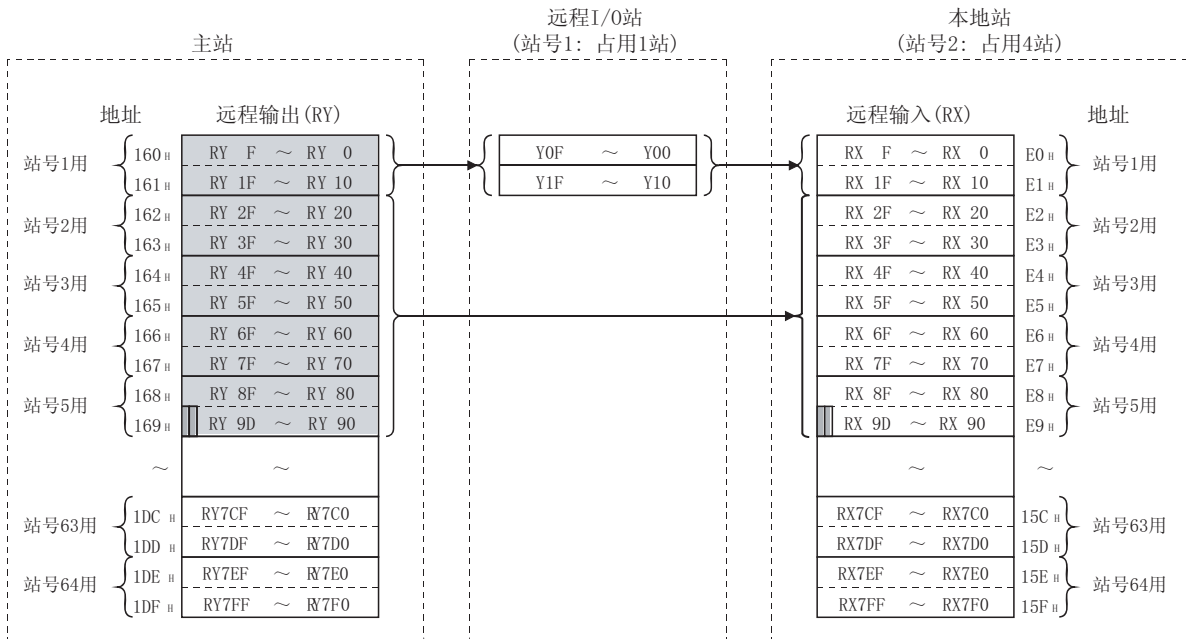 远程I/O站
本地站
主站
(站号1: 占用1站)
(站号2: 占用4站)
地址
远程输出(RY)
远程输入(RX)
地址
站号1用
160H
RY F ~ RY 0
Y0F ~ Y00
RX F ~ RX 0
E0H
站号1用
161H
RY 1F ~ RY 10
Y1F ~ Y10
RX 1F ~ RX 10
E1H
站号2用
162H
RY 2F ~ RY 20
RX 2F ~ RX 20
E2H
站号2用
163H
RY 3F ~ RY 30
RX 3F ~ RX 30
E3H
站号3用
164H
RY 4F ~ RY 40
RX 4F ~ RX 40
E4H
站号3用
165H
RY 5F ~ RY 50
RX 5F ~ RX 50
E5H
站号4用
166H
RY 6F ~ RY 60
RX 6F ~ RX 60
E6H
站号4用
167H
RY 7F ~ RY 70
RX 7F ~ RX 70
E7H
站号5用
168H
RY 8F ~ RY 80
RX 8F ~ RX 80
E8H
站号5用
169H
RY 9D ~ RY 90
RX 9D ~ RX 90
E9H
~ ~ ~ ~
站号63用
1DC H
RY7CF ~ RY7C0
RX7CF ~ RX7C0
15CH
站号63用
1DD H
RY7DF ~ RY7D0
RX7DF ~ RX7D0
15DH
站号64用
1DE H
RY7EF ~ RY7E0
RX7EF ~ RX7E0
15EH
站号64用
1DF H
RY7FF ~ RY7F0
RX7FF ~ RX7F0
15FH